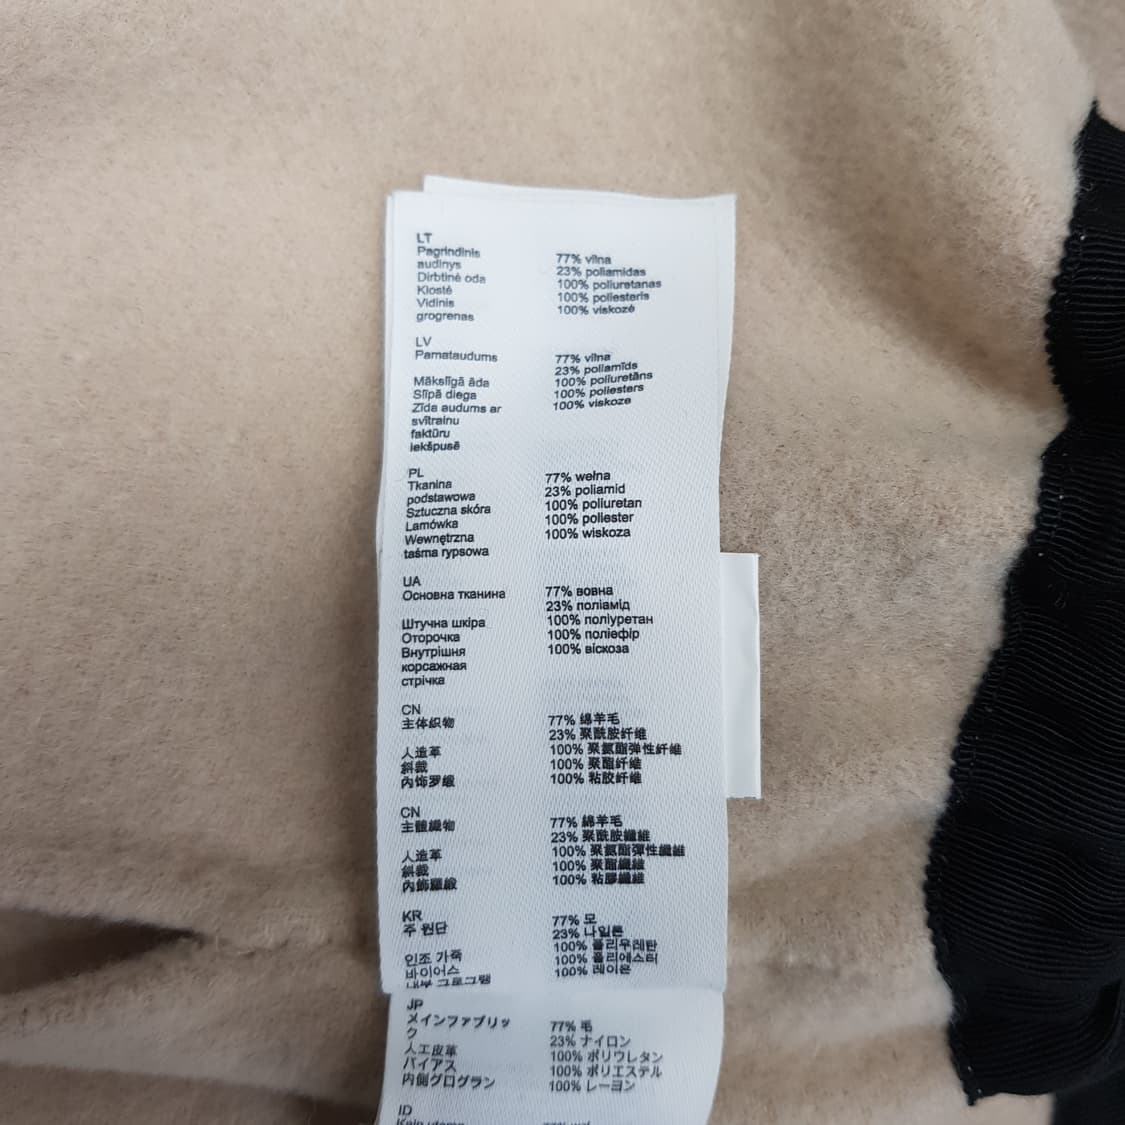 LT
Pagrindinis
audinys 77% vilna
Dirbtinė oda 23% poliamidas
Klostė 100% poliuretanas
Vidinis 100% poliesteris
grogrenas 100% viskozė
LV
Pamataudums 77% vilna
23% poliamīds
Mākslīgā āda 100% poliuretāns
Slīpā diega 100% poliesters
Zīda audums ar 100% viskoze
svītrainu
faktūru
iekšpusē
PL
Tkanina 77% wełna
podstawowa 23% poliamid
Sztuczna skóra 100% poliuretan
Lamówka 100% poliester
Wewnętrzna 100% wiskoza
taśma rypsowa
UA
Основна тканина 77% вовна
23% поліамід
Штучна шкіра 100% поліуретан
Оторочка 100% поліефір
Внутрішня 100% віскоза
корсажная
стрічка
CN
主体织物 77% 绵羊毛
23% 聚酰胺纤维
人造革 100% 聚氨酯弹性纤维
斜裁 100% 聚酯纤维
内饰罗缎 100% 粘胶纤维
CN
主體織物 77% 綿羊毛
23% 聚酰胺纖維
人造革 100% 聚氨酯彈性纖維
斜裁 100% 聚酯纖維
內飾羅緞 100% 粘膠纖維
KR
주 원단 77% 모
23% 나일론
인조 가죽 100% 폴리우레탄
바이어스 100% 폴리에스터
내부 그로그램 100% 레이온
JP
メインファブリッ 77% 毛
ク 23% ナイロン
人工皮革 100% ポリウレタン
バイアス 100% ポリエステル
内側グログラン 100% レーヨン
ID